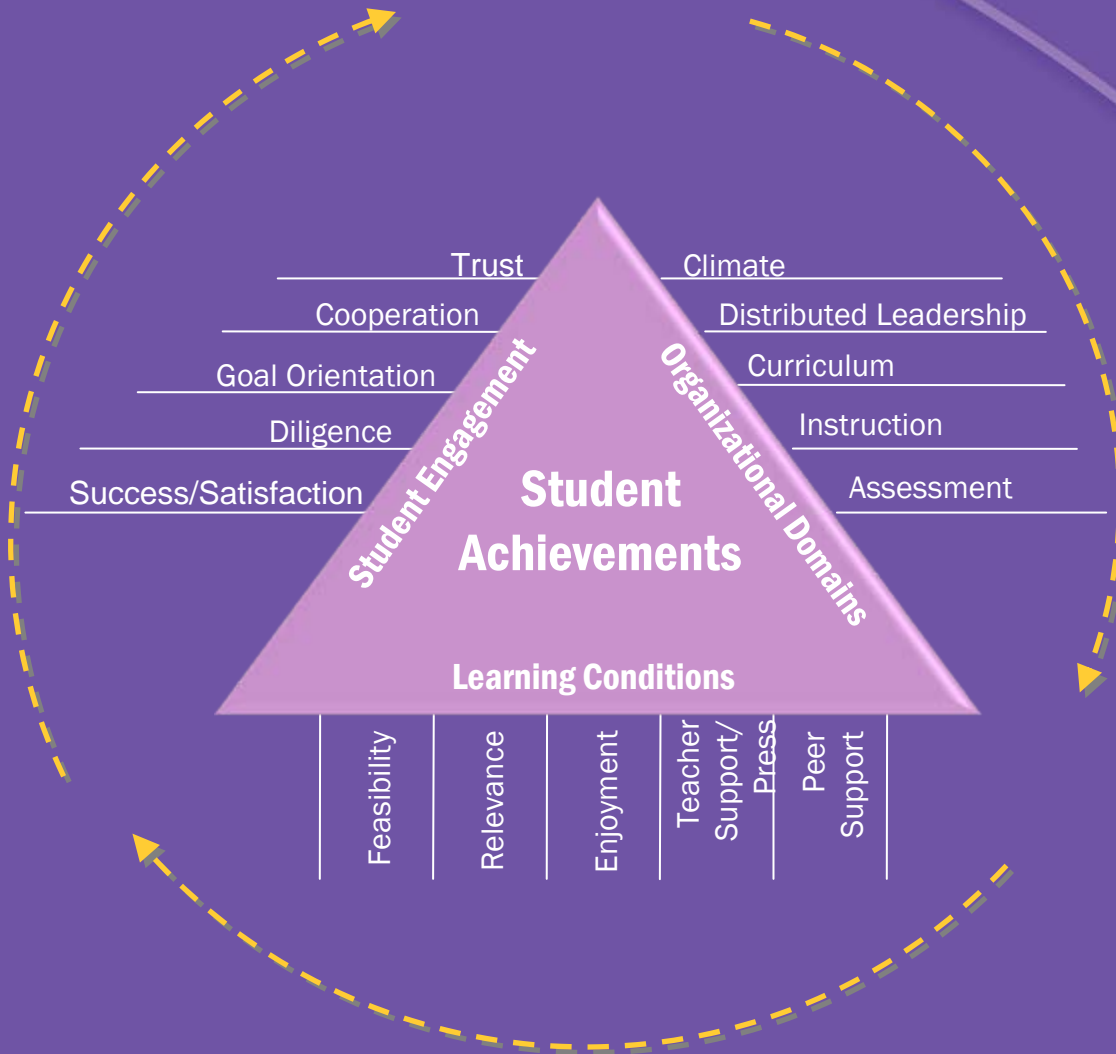 Trust
Cooperation
Goal Orientation
Diligence
Success/Satisfaction
Student Engagement
Climate
Distributed Leadership
Curriculum
Instruction
Assessment
Organizational Domains
Student
Achievements
Learning Conditions
Feasibility
Relevance
Enjoyment
Teacher
Support/
Press
Peer
Support